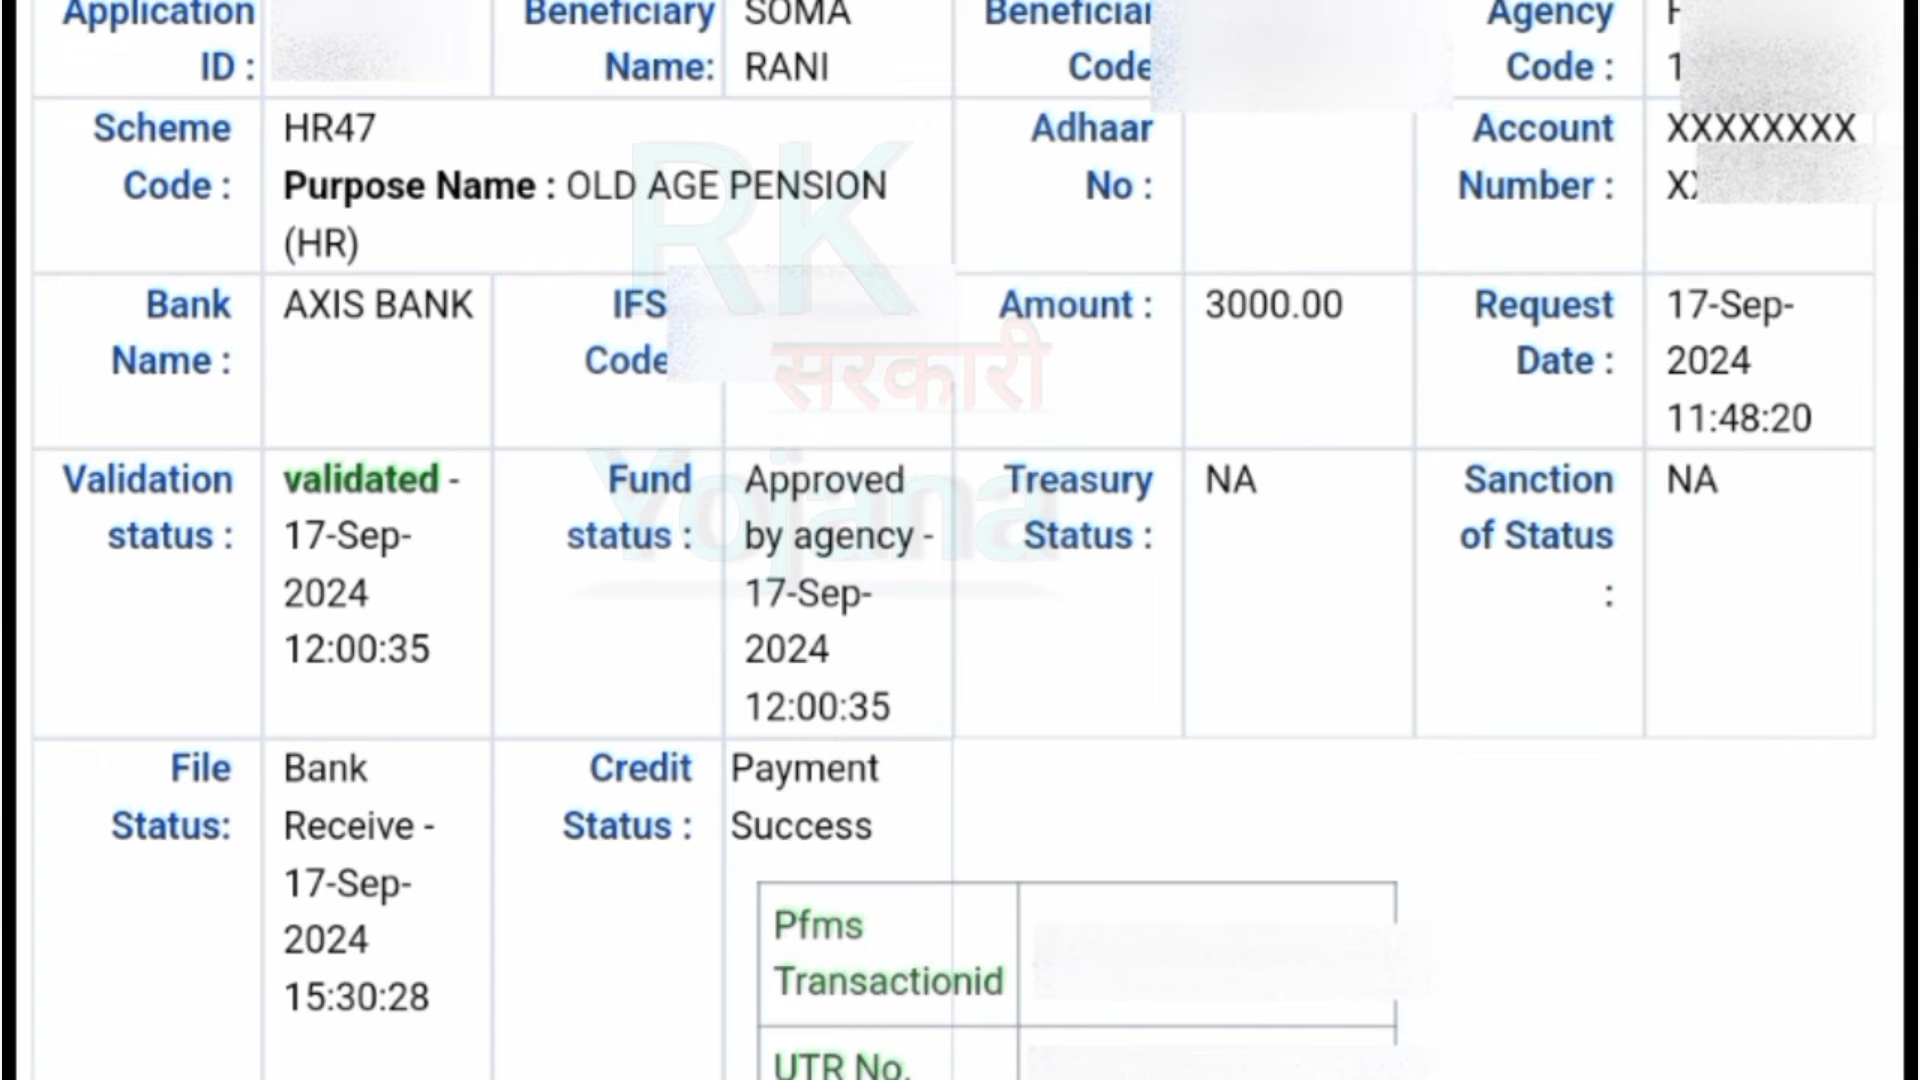 Application ID :
Beneficiary Name:
SOMA RANI
Code
Agency Code :
Scheme Code :
HR47
Purpose Name : OLD AGE PENSION (HR)
Adhaar No :
Account Number :
XXXXXXXX
Bank Name :
AXIS BANK
IFS
Code
Amount :
3000.00
Request Date :
17-Sep-
2024
11:48:20
Validation status :
validated -
17-Sep-
2024
12:00:35
Fund status :
Approved by agency -
17-Sep-
2024
12:00:35
Treasury Status :
NA
Sanction of Status :
NA
File Status:
Bank Receive -
17-Sep-
2024
15:30:28
Credit Status :
Payment Success
Pfms Transactionid
UTR No.
RK
सरकारी
Yojana